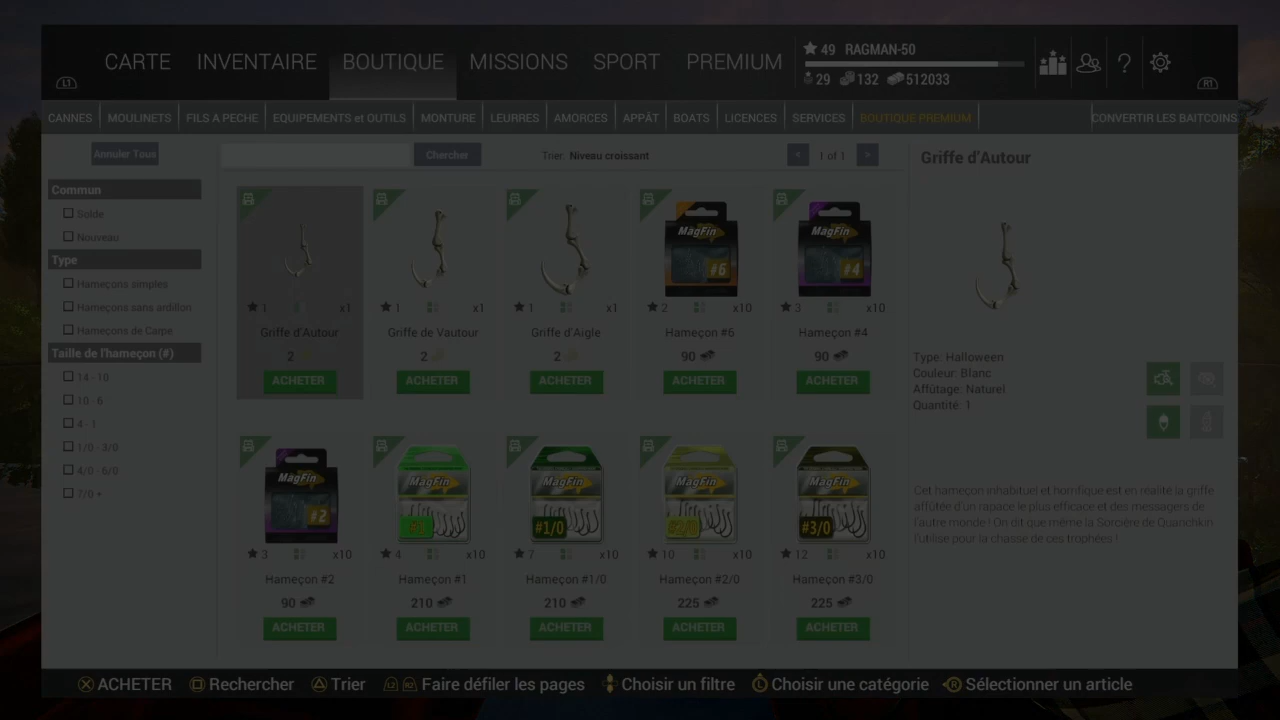 CARTE INVENTAIRE BOUTIQUE MISSIONS SPORT PREMIUM
49 RAGMAN-50
29 132 512033
L1 ? R1
CANNES MOULINETS FILS A PECHE EQUIPEMENTS et OUTILS MONTURE LEURRES AMORCES APPÂT BOATS LICENCES SERVICES BOUTIQUE PREMIUM CONVERTIR LES BAITCOINS
Annuler Tous
Chercher
Trier: Niveau croissant
< 1 of 1 >
Commun
Solde
Nouveau
Type
Hameçons simples
Hameçons sans ardillon
Hameçons de Carpe
Taille de l'hameçon (#)
14 - 10
10 - 6
4 - 1
1/0 - 3/0
4/0 - 6/0
7/0 +
MagFin MagFin
#6 #4
1 x1 1 x1 1 x1 2 x10 3 x10
Griffe d'Autour Griffe de Vautour Griffe d'Aigle Hameçon #6 Hameçon #4
2 2 2 90 90
ACHETER ACHETER ACHETER ACHETER ACHETER
MagFin MagFin MagFin MagFin MagFin
#2 #1 #1/0 #2/0 #3/0
3 x10 4 x10 7 x10 10 x10 12 x10
Hameçon #2 Hameçon #1 Hameçon #1/0 Hameçon #2/0 Hameçon #3/0
90 210 210 225 225
ACHETER ACHETER ACHETER ACHETER ACHETER
Griffe d'Autour
Type: Halloween
Couleur: Blanc
Affûtage: Naturel
Quantité: 1
Cet hameçon inhabituel et horrifique est en réalité la griffe
affûtée d'un rapace le plus efficace et des messagers de
l'autre monde ! On dit que même la Sorcière de Quanchkin
l'utilise pour la chasse de ces trophées !
ACHETER Rechercher Trier L2 R2 Faire défiler les pages Choisir un filtre L Choisir une catégorie R Sélectionner un article